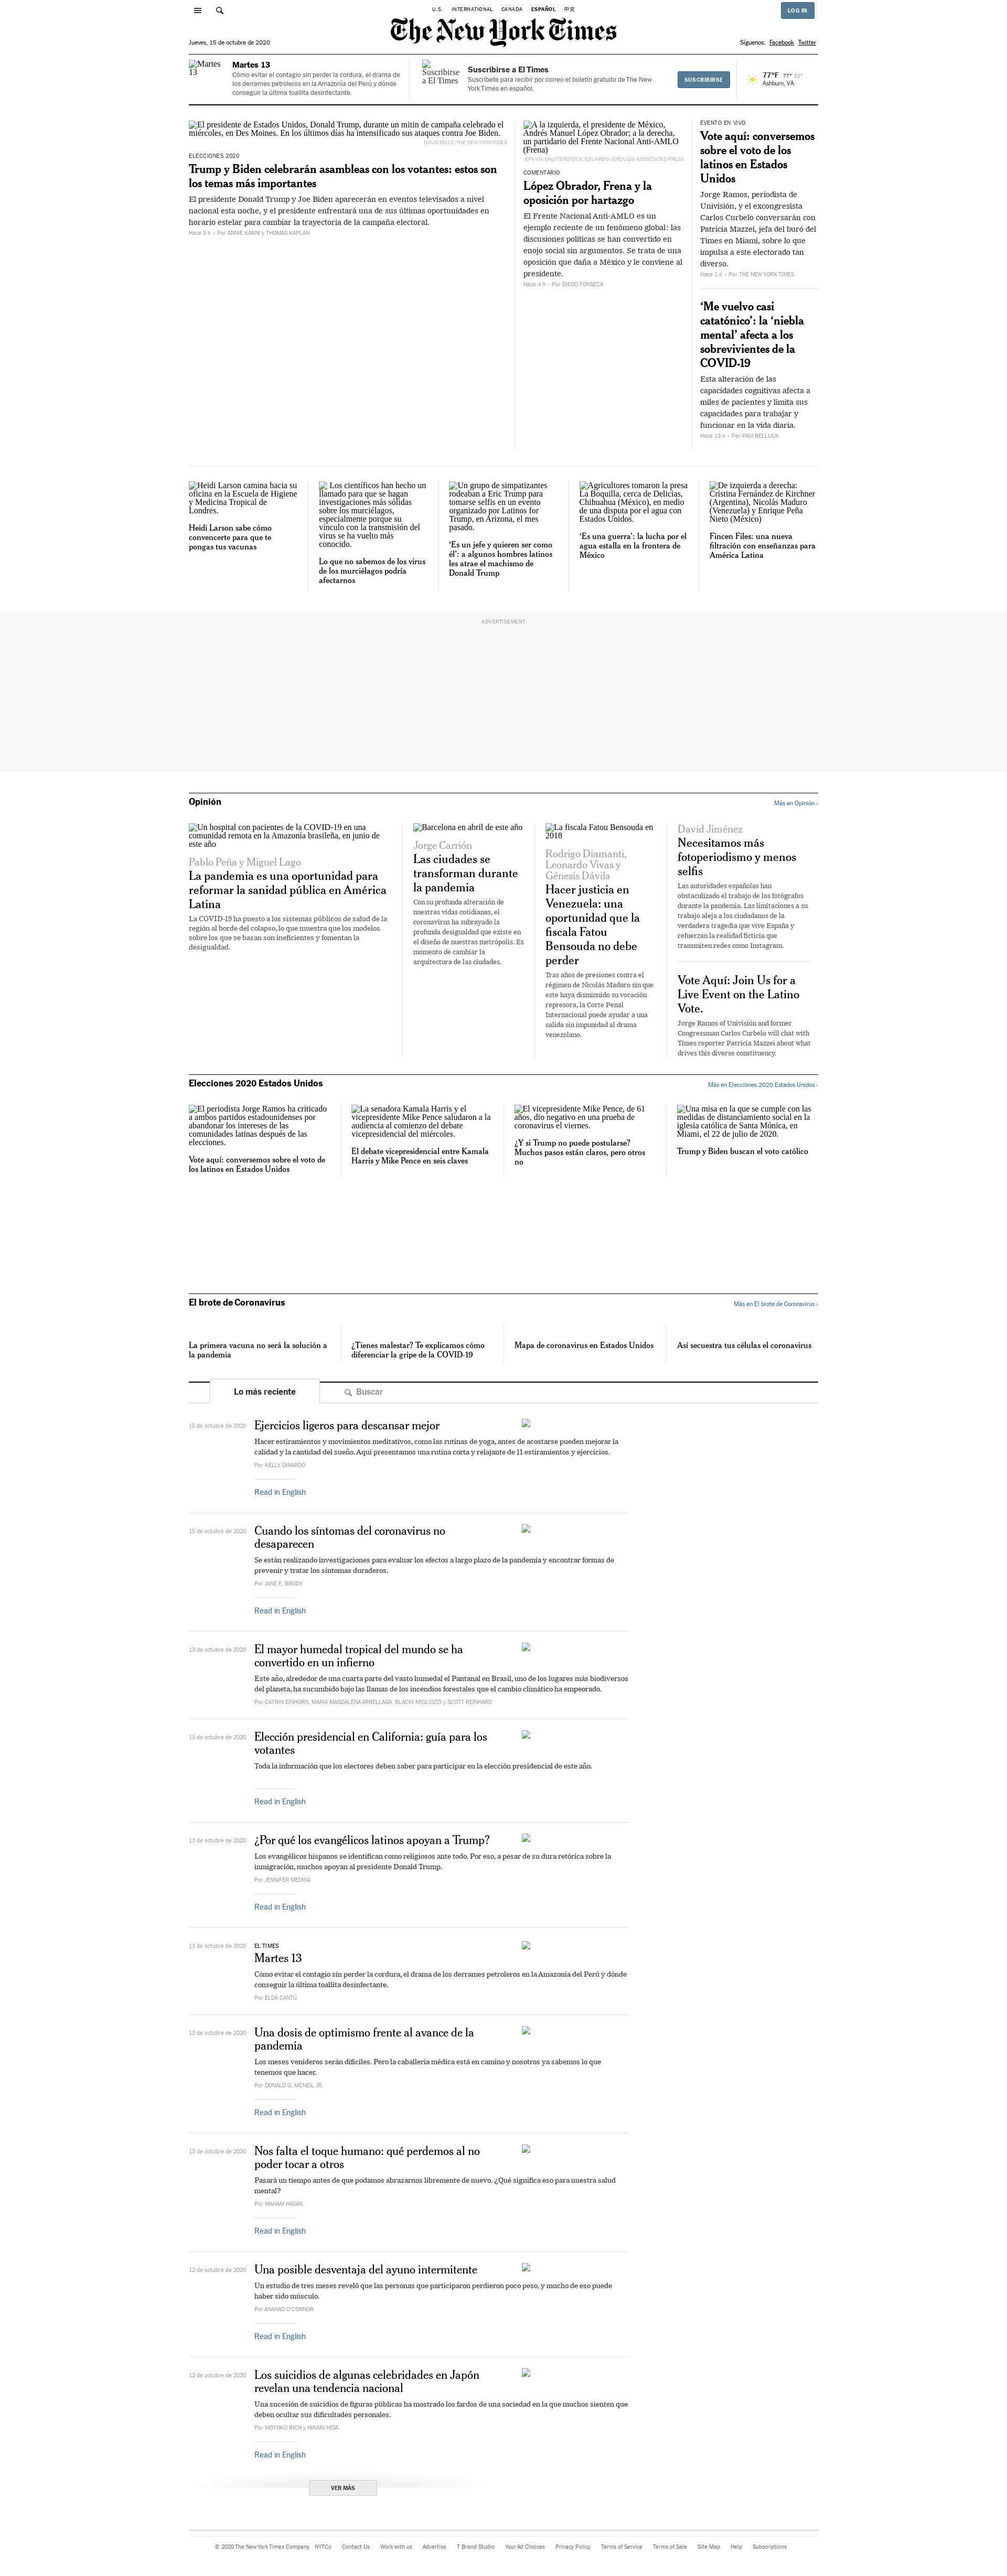 U.S. INTERNATIONAL CANADA ESPAÑOL 中文
LOG IN
The New York Times
Jueves, 15 de octubre de 2020
Síguenos: Facebook Twitter
Martes 13
Martes 13
Cómo evitar el contagio sin perder la cordura, el drama de
los derrames petroleros en la Amazonía del Perú y dónde
conseguir la última toallita desinfectante.
Suscribirse a El Times
Suscribirse a El Times
Suscríbete para recibir por correo el boletín gratuito de The New
York Times en español.
SUSCRIBIRSE
77°F 77° 52°
Ashburn, VA
El presidente de Estados Unidos, Donald Trump, durante un mitin de campaña celebrado el
miércoles, en Des Moines. En los últimos días ha intensificado sus ataques contra Joe Biden.
DOUG MILLS/THE NEW YORK TIMES
ELECCIONES 2020
Trump y Biden celebrarán asambleas con los votantes: estos son
los temas más importantes
El presidente Donald Trump y Joe Biden aparecerán en eventos televisados a nivel
nacional esta noche, y el presidente enfrentará una de sus últimas oportunidades en
horario estelar para cambiar la trayectoria de la campaña electoral.
Hace 3 h - Por ANNIE KARNI y THOMAS KAPLAN
A la izquierda, el presidente de México,
Andrés Manuel López Obrador; a la derecha,
un partidario del Frente Nacional Anti-AMLO
(Frena)
EPA VÍA SHUTTERSTOCK; EDUARDO VERDUGO/ASSOCIATED PRESS
COMENTARIO
López Obrador, Frena y la
oposición por hartazgo
El Frente Nacional Anti-AMLO es un
ejemplo reciente de un fenómeno global: las
discusiones políticas se han convertido en
enojo social sin argumentos. Se trata de una
oposición que daña a México y le conviene al
presidente.
Hace 4 h - Por DIEGO FONSECA
EVENTO EN VIVO
Vote aquí: conversemos
sobre el voto de los
latinos en Estados
Unidos
Jorge Ramos, periodista de
Univisión, y el excongresista
Carlos Curbelo conversarán con
Patricia Mazzei, jefa del buró del
Times en Miami, sobre lo que
impulsa a este electorado tan
diverso.
Hace 1 d - Por THE NEW YORK TIMES
‘Me vuelvo casi
catatónico’: la ‘niebla
mental’ afecta a los
sobrevivientes de la
COVID-19
Esta alteración de las
capacidades cognitivas afecta a
miles de pacientes y limita sus
capacidades para trabajar y
funcionar en la vida diaria.
Hace 13 h - Por PAM BELLUCK
Heidi Larson camina hacia su
oficina en la Escuela de Higiene
y Medicina Tropical de
Londres.
Heidi Larson sabe cómo
convencerte para que te
pongas tus vacunas
Los científicos han hecho un
llamado para que se hagan
investigaciones más sólidas
sobre los murciélagos,
especialmente porque su
vínculo con la transmisión del
virus se ha vuelto más
conocido.
Lo que no sabemos de los virus
de los murciélagos podría
afectarnos
Un grupo de simpatizantes
rodeaban a Eric Trump para
tomarse selfis en un evento
organizado por Latinos for
Trump, en Arizona, el mes
pasado.
‘Es un jefe y quieren ser como
él’: a algunos hombres latinos
les atrae el machismo de
Donald Trump
Agricultores tomaron la presa
La Boquilla, cerca de Delicias,
Chihuahua (México), en medio
de una disputa por el agua con
Estados Unidos.
‘Es una guerra’: la lucha por el
agua estalla en la frontera de
México
De izquierda a derecha:
Cristina Fernández de Kirchner
(Argentina), Nicolás Maduro
(Venezuela) y Enrique Peña
Nieto (México)
Fincen Files: una nueva
filtración con enseñanzas para
América Latina
ADVERTISEMENT
Opinión
Más en Opinión ›
Un hospital con pacientes de la COVID-19 en una
comunidad remota en la Amazonía brasileña, en junio de
este año
Pablo Peña y Miguel Lago
La pandemia es una oportunidad para
reformar la sanidad pública en América
Latina
La COVID-19 ha puesto a los sistemas públicos de salud de la
región al borde del colapso, lo que muestra que los modelos
sobre los que se basan son ineficientes y fomentan la
desigualdad.
Barcelona en abril de este año
Jorge Carrión
Las ciudades se
transforman durante
la pandemia
Con su profunda alteración de
nuestras vidas cotidianas, el
coronavirus ha subrayado la
profunda desigualdad que existe en
el diseño de nuestras metrópolis. Es
momento de cambiar la
arquitectura de las ciudades.
La fiscala Fatou Bensouda en
2018
Rodrigo Diamanti,
Leonardo Vivas y
Génesis Dávila
Hacer justicia en
Venezuela: una
oportunidad que la
fiscala Fatou
Bensouda no debe
perder
Tras años de presiones contra el
régimen de Nicolás Maduro sin que
este haya disminuido su vocación
represora, la Corte Penal
Internacional puede ayudar a una
salida sin impunidad al drama
venezolano.
David Jiménez
Necesitamos más
fotoperiodismo y menos
selfis
Las autoridades españolas han
obstaculizado el trabajo de los fotógrafos
durante la pandemia. Las limitaciones a su
trabajo aleja a los ciudadanos de la
verdadera tragedia que vive España y
refuerzan la realidad ficticia que
transmiten redes como Instagram.
Vote Aquí: Join Us for a
Live Event on the Latino
Vote.
Jorge Ramos of Univisión and former
Congressman Carlos Curbelo will chat with
Times reporter Patricia Mazzei about what
drives this diverse constituency.
Elecciones 2020 Estados Unidos
Más en Elecciones 2020 Estados Unidos ›
El periodista Jorge Ramos ha criticado
a ambos partidos estadounidenses por
abandonar los intereses de las
comunidades latinas después de las
elecciones.
Vote aquí: conversemos sobre el voto de
los latinos en Estados Unidos
La senadora Kamala Harris y el
vicepresidente Mike Pence salúdaron a la
audiencia al comienzo del debate
vicepresidencial del miércoles.
El debate vicepresidencial entre Kamala
Harris y Mike Pence en seis claves
El vicepresidente Mike Pence, de 61
años, dio negativo en una prueba de
coronavirus el viernes.
¿Y si Trump no puede postularse?
Muchos pasos están claros, pero otros
no
Una misa en la que se cumple con las
medidas de distanciamiento social en la
iglesia católica de Santa Mónica, en
Miami, el 22 de julio de 2020.
Trump y Biden buscan el voto católico
El brote de Coronavirus
Más en El brote de Coronavirus ›
La primera vacuna no será la solución a
la pandemia
¿Tienes malestar? Te explicamos cómo
diferenciar la gripe de la COVID-19
Mapa de coronavirus en Estados Unidos
Así secuestra tus células el coronavirus
Lo más reciente
Buscar
15 de octubre de 2020
Ejercicios ligeros para descansar mejor
Hacer estiramientos y movimientos meditativos, como las rutinas de yoga, antes de acostarse pueden mejorar la
calidad y la cantidad del sueño. Aquí presentamos una rutina corta y relajante de 11 estiramientos y ejercicios.
Por KELLY DINARDO
Read in English
15 de octubre de 2020
Cuando los síntomas del coronavirus no
desaparecen
Se están realizando investigaciones para evaluar los efectos a largo plazo de la pandemia y encontrar formas de
prevenir y tratar los síntomas duraderos.
Por JANE E. BRODY
Read in English
13 de octubre de 2020
El mayor humedal tropical del mundo se ha
convertido en un infierno
Este año, alrededor de una cuarta parte del vasto humedal el Pantanal en Brasil, uno de los lugares más biodiversos
del planeta, ha sucumbido bajo las llamas de los incendios forestales que el cambio climático ha empeorado.
Por CATRIN EINHORN, MARIA MAGDALENA ARRÉLLAGA, BLACKI MIGLIOZZI y SCOTT REINHARD
13 de octubre de 2020
Elección presidencial en California: guía para los
votantes
Toda la información que los electores deben saber para participar en la elección presidencial de este año.
Read in English
13 de octubre de 2020
¿Por qué los evangélicos latinos apoyan a Trump?
Los evangélicos hispanos se identifican como religiosos ante todo. Por eso, a pesar de su dura retórica sobre la
inmigración, muchos apoyan al presidente Donald Trump.
Por JENNIFER MEDINA
Read in English
13 de octubre de 2020
EL TIMES
Martes 13
Cómo evitar el contagio sin perder la cordura, el drama de los derrames petroleros en la Amazonía del Perú y dónde
conseguir la última toallita desinfectante.
Por ELDA CANTÚ
13 de octubre de 2020
Una dosis de optimismo frente al avance de la
pandemia
Los meses venideros serán difíciles. Pero la caballería médica está en camino y nosotros ya sabemos lo que
tenemos que hacer.
Por DONALD G. MCNEIL JR.
Read in English
13 de octubre de 2020
Nos falta el toque humano: qué perdemos al no
poder tocar a otros
Pasará un tiempo antes de que podamos abrazarnos libremente de nuevo. ¿Qué significa eso para nuestra salud
mental?
Por MAHAM HASAN
Read in English
12 de octubre de 2020
Una posible desventaja del ayuno intermitente
Un estudio de tres meses reveló que las personas que participaron perdieron poco peso, y mucho de eso puede
haber sido músculo.
Por ANAHAD O’CONNOR
Read in English
12 de octubre de 2020
Los suicidios de algunas celebridades en Japón
revelan una tendencia nacional
Una sucesión de suicidios de figuras públicas ha mostrado los fardos de una sociedad en la que muchos sienten que
deben ocultar sus dificultades personales.
Por MOTOKO RICH y HIKARI HIDA
Read in English
VER MÁS
© 2020 The New York Times Company NYTCo Contact Us Work with us Advertise T Brand Studio Your Ad Choices Privacy Policy Terms of Service Terms of Sale Site Map Help Subscriptions